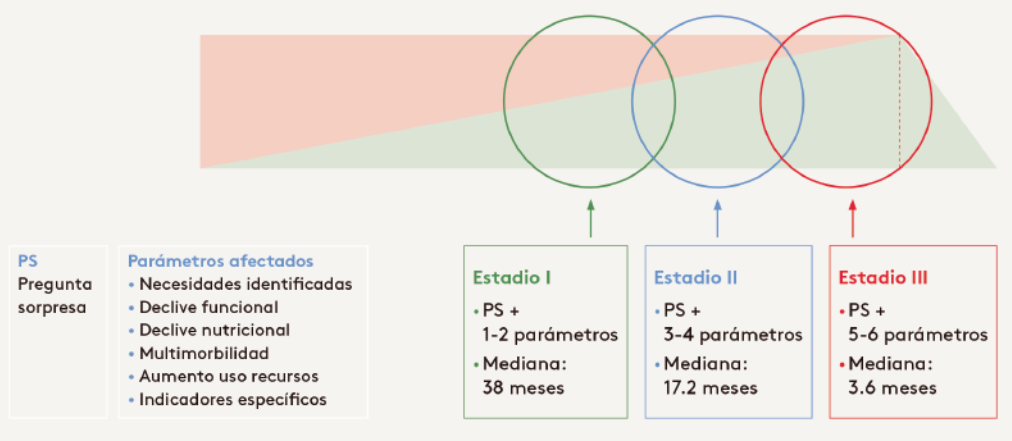 PS
Pregunta
sorpresa
Parámetros afectados
• Necesidades identificadas
• Declive funcional
• Declive nutricional
• Multimorbilidad
• Aumento uso recursos
• Indicadores específicos
Estadio I
• PS +
1-2 parámetros
• Mediana:
38 meses
Estadio II
• PS +
3-4 parámetros
• Mediana:
17.2 meses
Estadio III
• PS +
5-6 parámetros
• Mediana:
3.6 meses